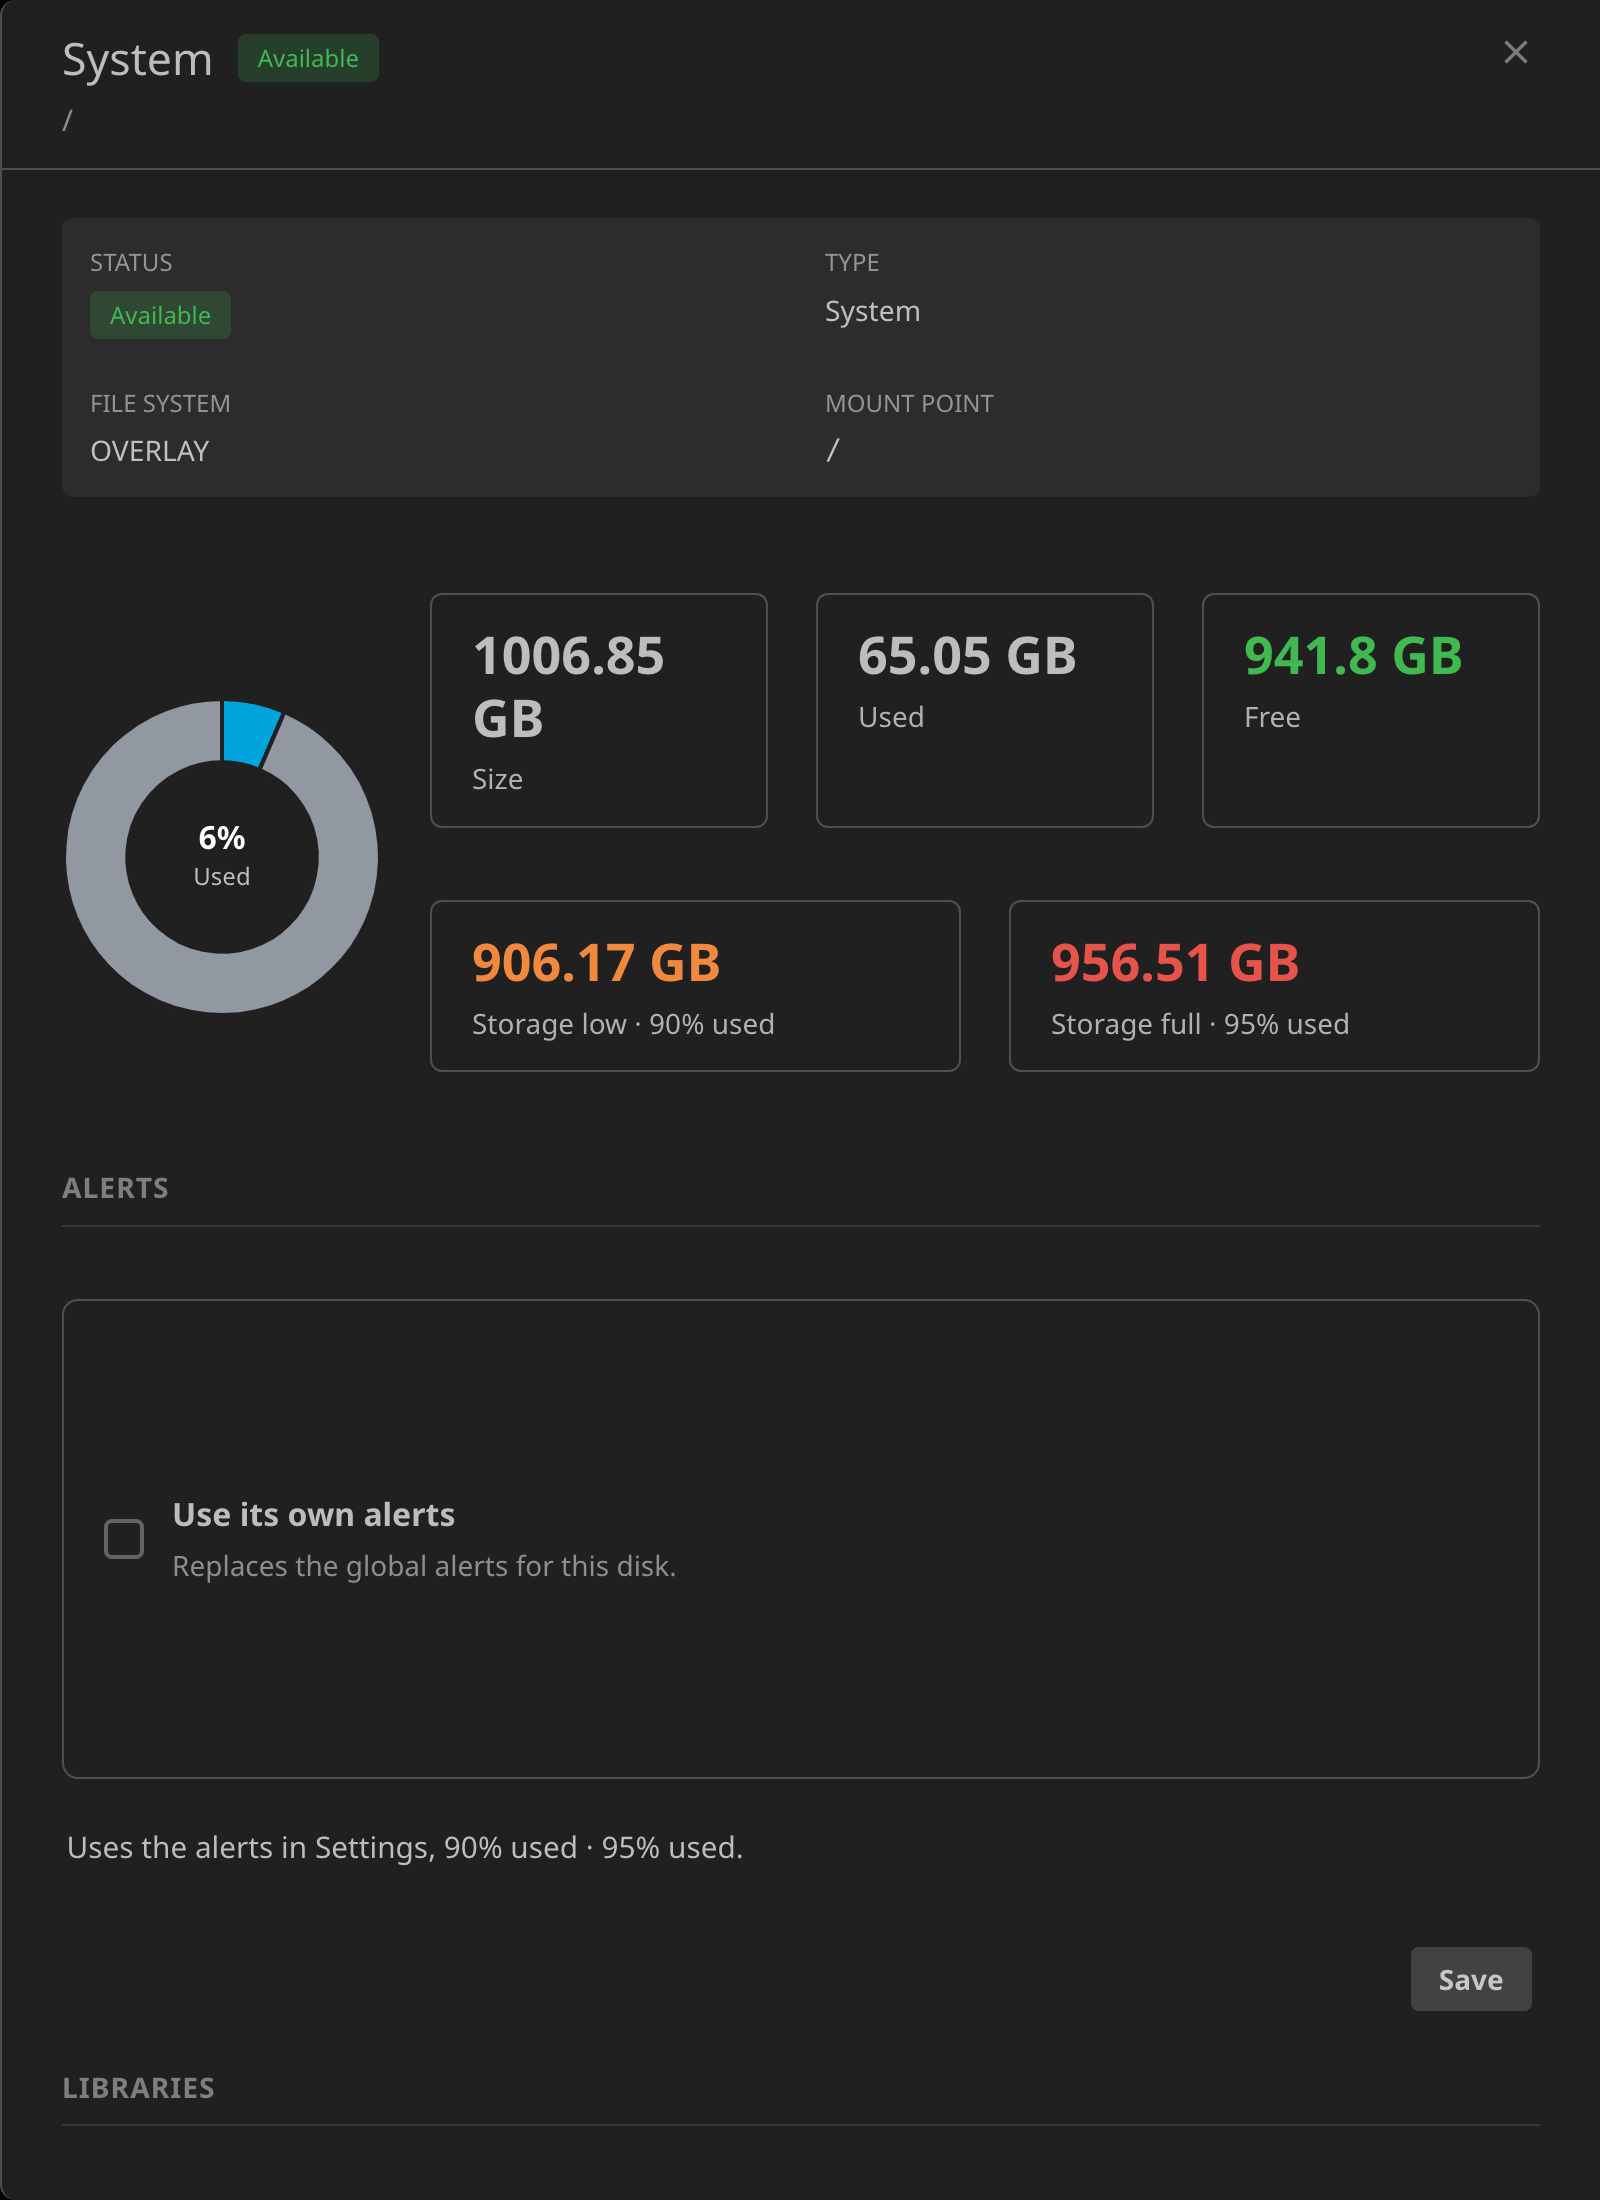 System
Available
/
STATUS
TYPE
Available
System
FILE SYSTEM
MOUNT POINT
OVERLAY
/
1006.85
GB
Size
65.05 GB
Used
941.8 GB
Free
6%
Used
906.17 GB
Storage low · 90% used
956.51 GB
Storage full · 95% used
ALERTS
Use its own alerts
Replaces the global alerts for this disk.
Uses the alerts in Settings, 90% used · 95% used.
Save
LIBRARIES